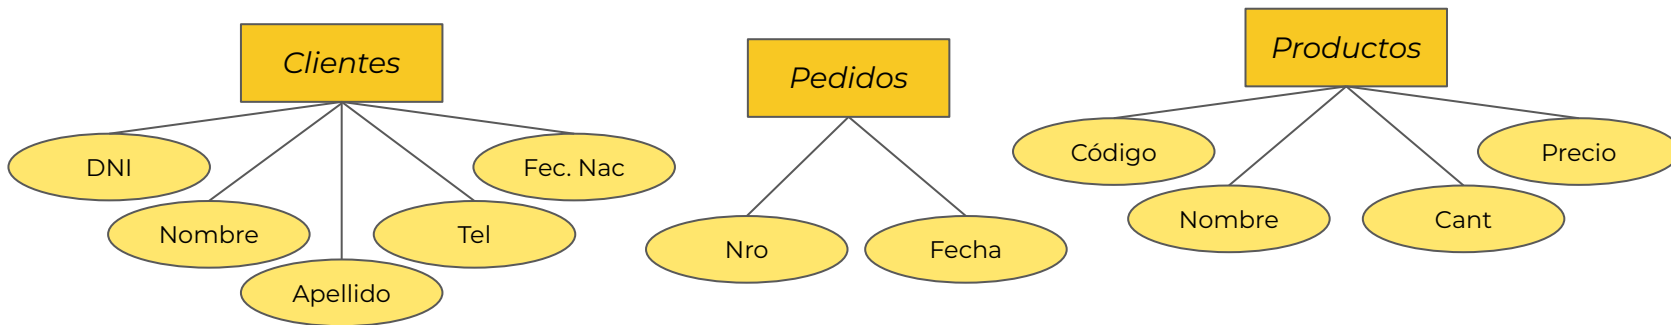 Clientes
DNI
Nombre
Apellido
Tel
Fec. Nac
Pedidos
Nro
Fecha
Productos
Código
Nombre
Cant
Precio